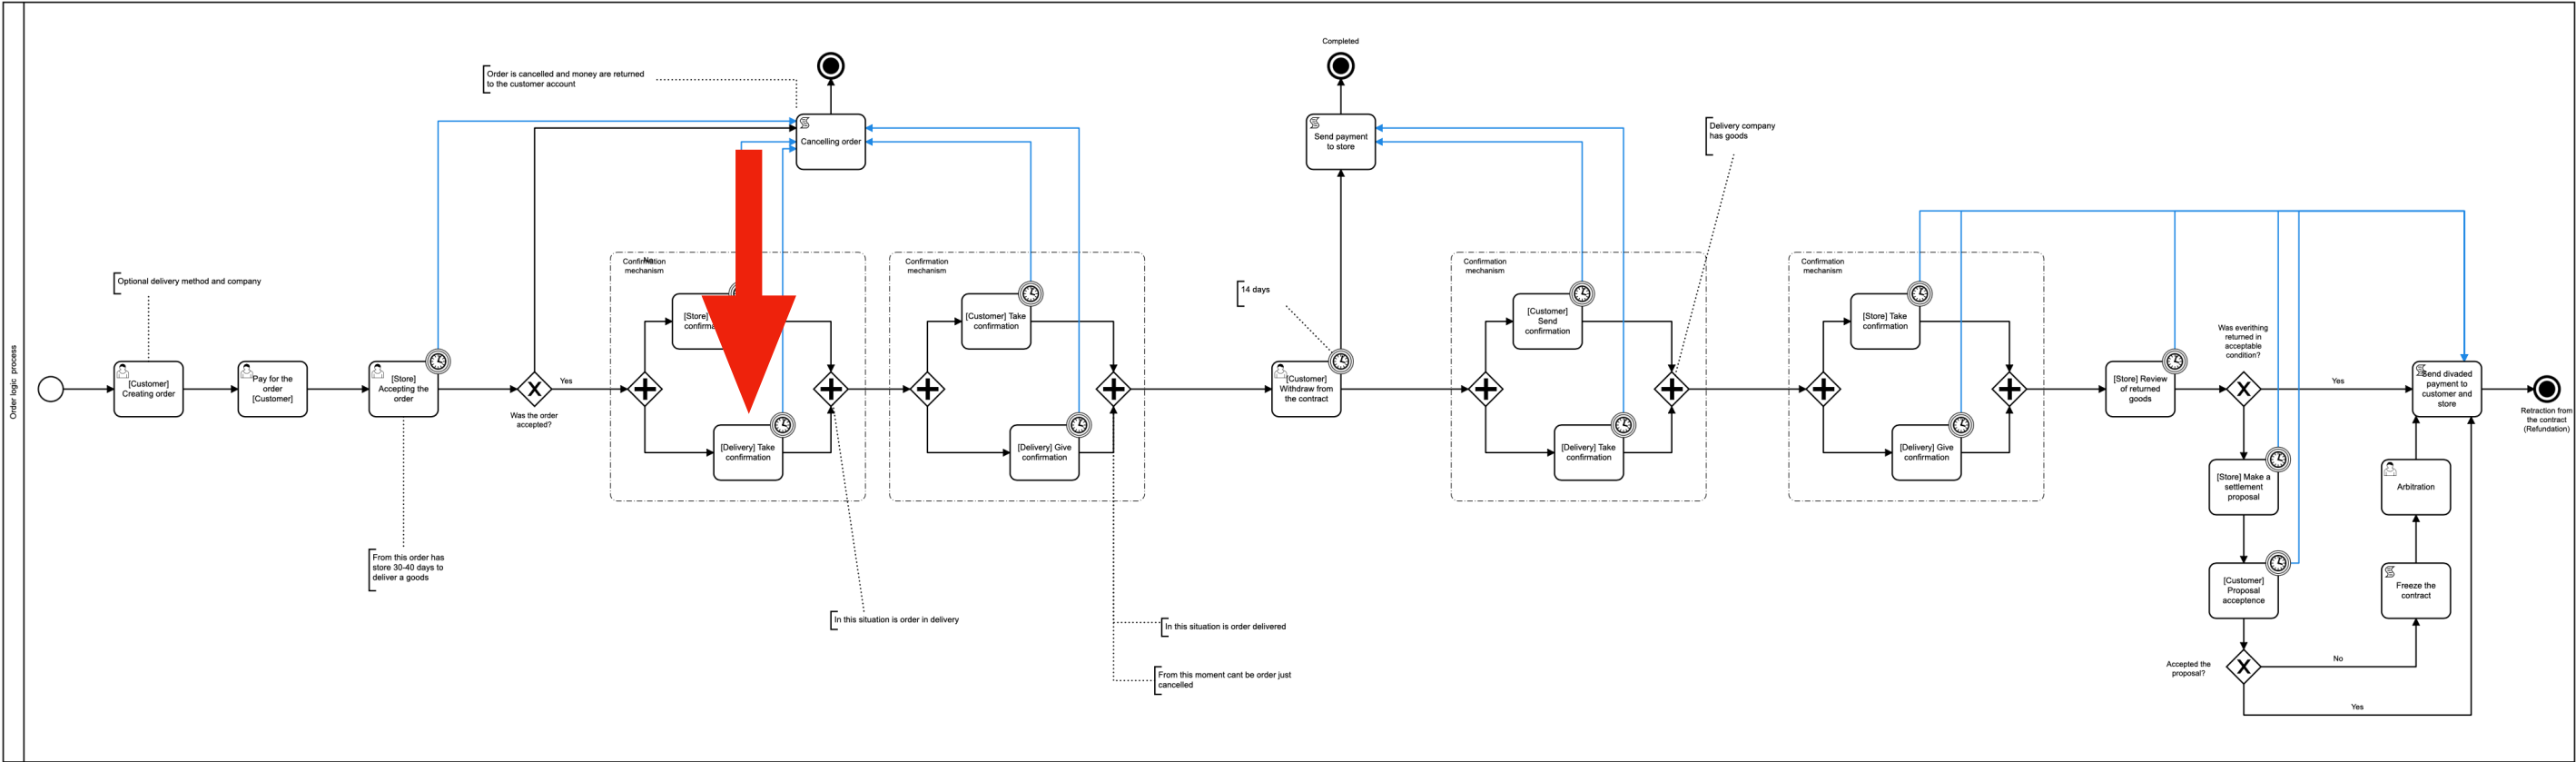 Order logic process
Completed
Order is cancelled and money are returned
to the customer account
Cancelling order
Send payment
to store
Delivery company
has goods
Optional delivery method and company
Confirmation
mechanism
No
Confirmation
mechanism
14 days
Confirmation
mechanism
Confirmation
mechanism
[Store]
[Customer] Take
confirmation
[Customer]
Send
confirmation
[Store] Take
confirmation
Was everithing
returned in
acceptable
condition?
[Customer]
Creating order
Pay for the
order
[Customer]
[Store]
Accepting the
order
Was the order
accepted?
Yes
[Customer]
Withdraw from
the contract
[Store] Review
of returned
goods
Yes
Send divaded
payment to
customer and
store
Retraction from
the contract
(Refundation)
[Delivery] Take
confirmation
[Delivery] Give
confirmation
[Delivery] Take
confirmation
[Delivery] Give
confirmation
[Store] Make a
settlement
proposal
Arbitration
From this order has
store 30-40 days to
deliver a goods
[Customer]
Proposal
acceptence
Freeze the
contract
In this situation is order in delivery
In this situation is order delivered
From this moment cant be order just
cancelled
Accepted the
proposal?
No
Yes